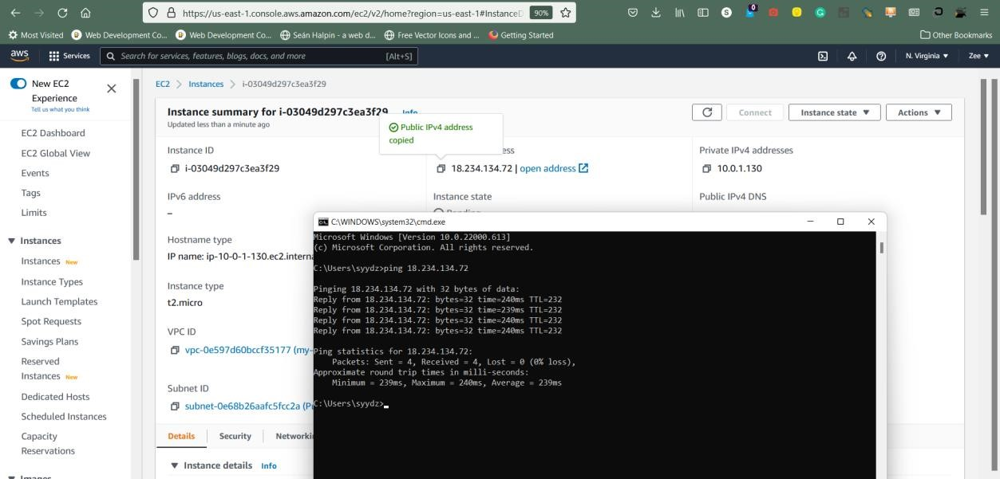 https://us-east-1.console.aws.amazon.com/ec2/v2/home?region=us-east-1#InstanceD
90%
0
Most Visited
Web Development Co...
Web Development Co...
Seán Halpin - a web d...
Free Vector Icons and ...
Getting Started
Other Bookmarks
aws
Services
Search for services, features, blogs, docs, and more
[Alt+S]
N. Virginia
Zee
New EC2
Experience
Tell us what you think
EC2 Dashboard
EC2 Global View
Events
Tags
Limits
Instances
Instances New
Instance Types
Launch Templates
Spot Requests
Savings Plans
Reserved
Instances New
Dedicated Hosts
Scheduled Instances
Capacity
Reservations
Images
EC2 > Instances > i-03049d297c3ea3f29
Instance summary for i-03049d297c3ea3f29 Info
Updated less than a minute ago
Connect
Instance state
Actions
Public IPv4 address
copied
Instance ID
i-03049d297c3ea3f29
ess
18.234.134.72 | open address
Private IPv4 addresses
10.0.1.130
IPv6 address
–
Instance state
Pending
Public IPv4 DNS
Hostname type
IP name: ip-10-0-1-130.ec2.interna
Instance type
t2.micro
VPC ID
vpc-0e597d60bccf35177 (my-
Subnet ID
subnet-0e68b26aafc5fcc2a (Pu
Details
Security
Networki
Instance details Info
C:\WINDOWS\system32\cmd.exe
Microsoft Windows [Version 10.0.22000.613]
(c) Microsoft Corporation. All rights reserved.
C:\Users\syydz>ping 18.234.134.72
Pinging 18.234.134.72 with 32 bytes of data:
Reply from 18.234.134.72: bytes=32 time=240ms TTL=232
Reply from 18.234.134.72: bytes=32 time=239ms TTL=232
Reply from 18.234.134.72: bytes=32 time=240ms TTL=232
Reply from 18.234.134.72: bytes=32 time=240ms TTL=232
Ping statistics for 18.234.134.72:
Packets: Sent = 4, Received = 4, Lost = 0 (0% loss),
Approximate round trip times in milli-seconds:
Minimum = 239ms, Maximum = 240ms, Average = 239ms
C:\Users\syydz>